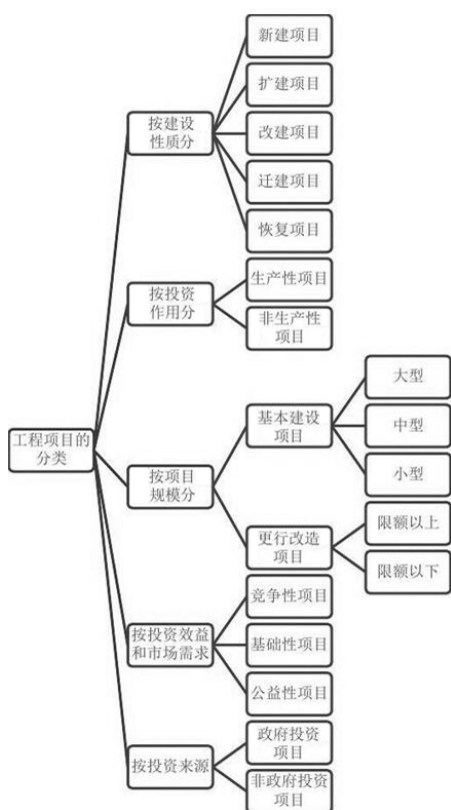 新建项目
扩建项目
按建设
性质分
改建项目
迁建项目
恢复项目
生产性项目
按投资
作用分
非生产性
项目
大型
基本建设
项目
中型
工程项目的
分类
按项目
规模分
小型
更行改造
项目
限额以上
限额以下
竞争性项目
按投资效益
和市场需求
基础性项目
公益性项目
政府投资
项目
按投资来源
非政府投资
项目